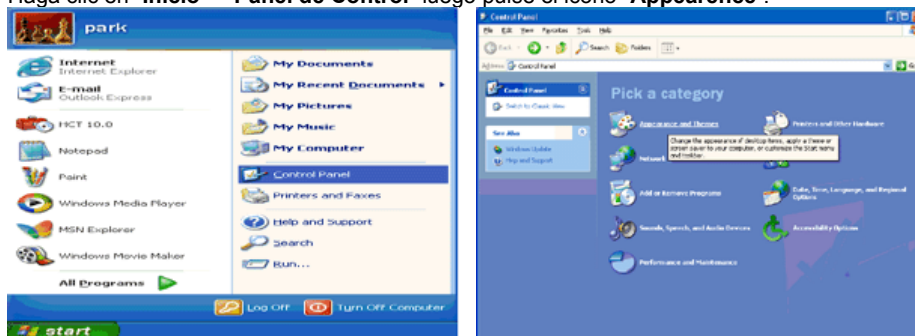 Haga clic en "Inicio" – "Panel de Control" luego pulse el icono "Appearence".
park
Internet
Internet Explorer
E-mail
Outlook Express
HCT 10.0
Notepad
Paint
Windows Media Player
MSN Explorer
Windows Movie Maker
All Programs
My Documents
My Recent Documents
My Pictures
My Music
My Computer
Control Panel
Printers and Faxes
Help and Support
Search
Run...
Log Off
Turn Off Computer
start
Control Panel
File Edit View Favorites Tools Help
Back
Search Folders
Address Control Panel
Control Panel
Switch to Classic View
See Also
Windows Update
Help and Support
Pick a category
Appearance and Themes
Printers and Other Hardware
Change the appearance of desktop items, apply a theme or
screen saver to your computer, or customize the Start menu
and taskbar.
Network
Add or Remove Programs
Date, Time, Language, and Regional
Options
Sounds, Speech, and Audio Devices
Accessibility Options
Performance and Maintenance